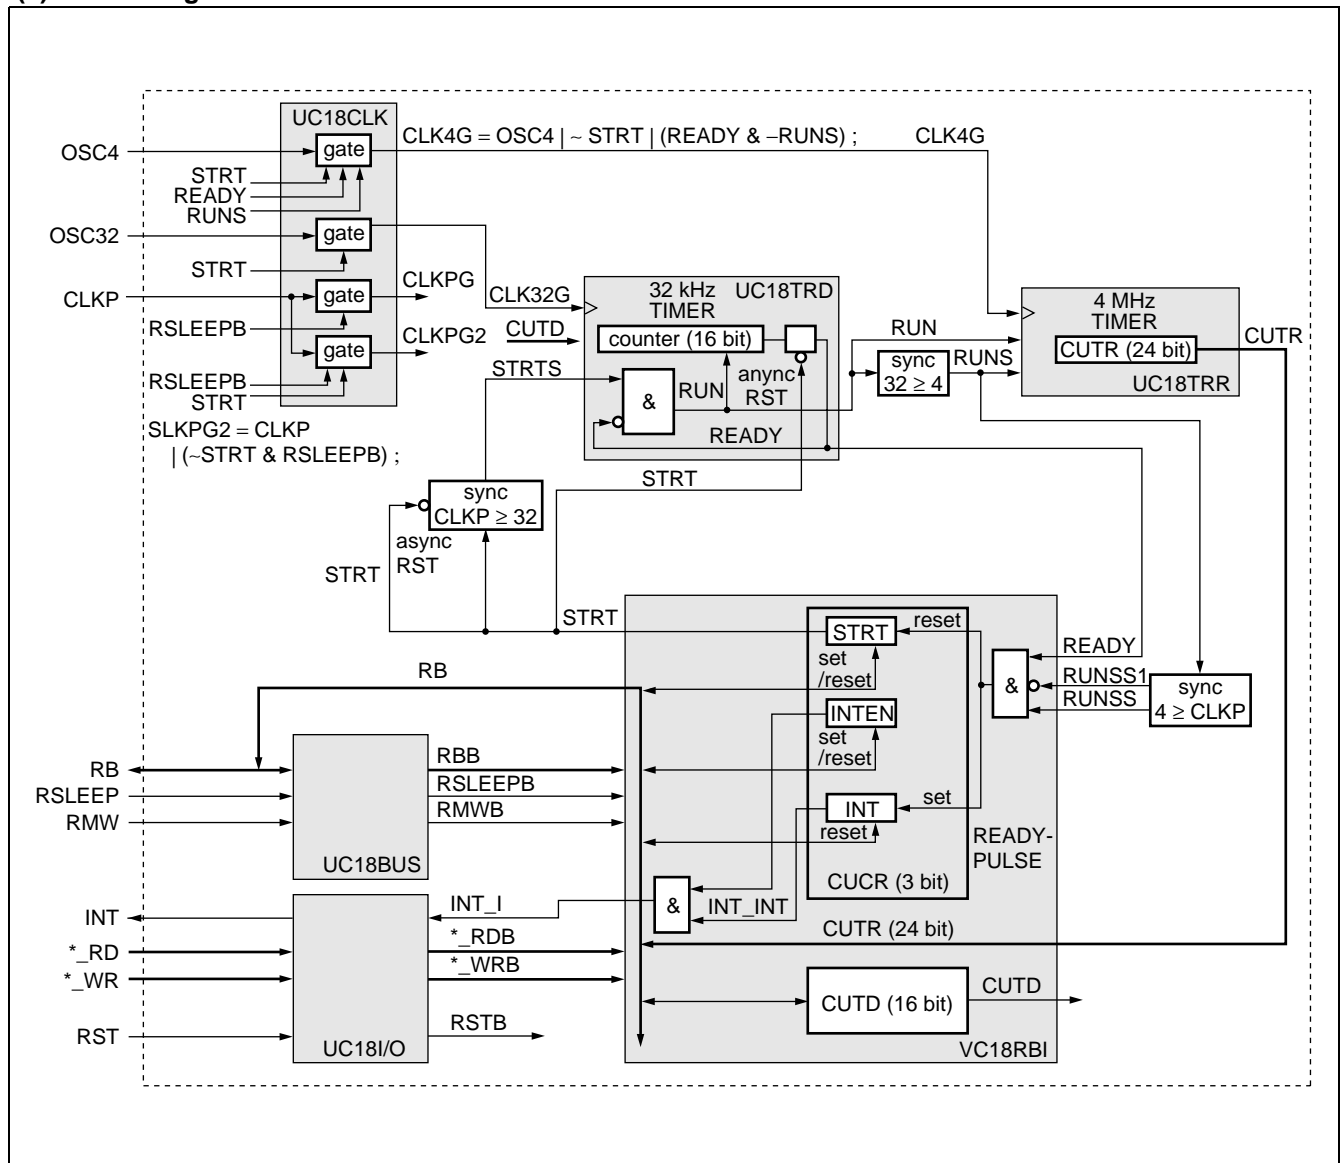 UC18CLK
CLK4G = OSC4 | ~ STRT | (READY & –RUNS) ;
CLK4G
OSC4
gate
STRT
READY
RUNS
OSC32
gate
STRT
CLKP
gate
CLKPG
RSLEEPB
gate
CLKPG2
RSLEEPB
STRT
SLKPG2 = CLKP
| (~STRT & RSLEEPB) ;
CLK32G
CUTD
STRTS
32 kHz
TIMER
UC18TRD
counter (16 bit)
&
RUN
anync
RST
READY
RUN
sync
32 ≥ 4
RUNS
4 MHz
TIMER
CUTR (24 bit)
UC18TRR
CUTR
STRT
sync
CLKP ≥ 32
async
RST
STRT
STRT
STRT
reset
set
/reset
INTEN
set
/reset
INT
set
reset
CUCR (3 bit)
READY-
PULSE
&
READY
RUNSS1
RUNSS
sync
4 ≥ CLKP
RB
RB
RSLEEP
RMW
UC18BUS
RBB
RSLEEPB
RMWB
INT
*_RD
*_WR
RST
UC18I/O
INT_I
*_RDB
*_WRB
RSTB
&
INT_INT
CUTR (24 bit)
CUTD (16 bit)
CUTD
VC18RBI